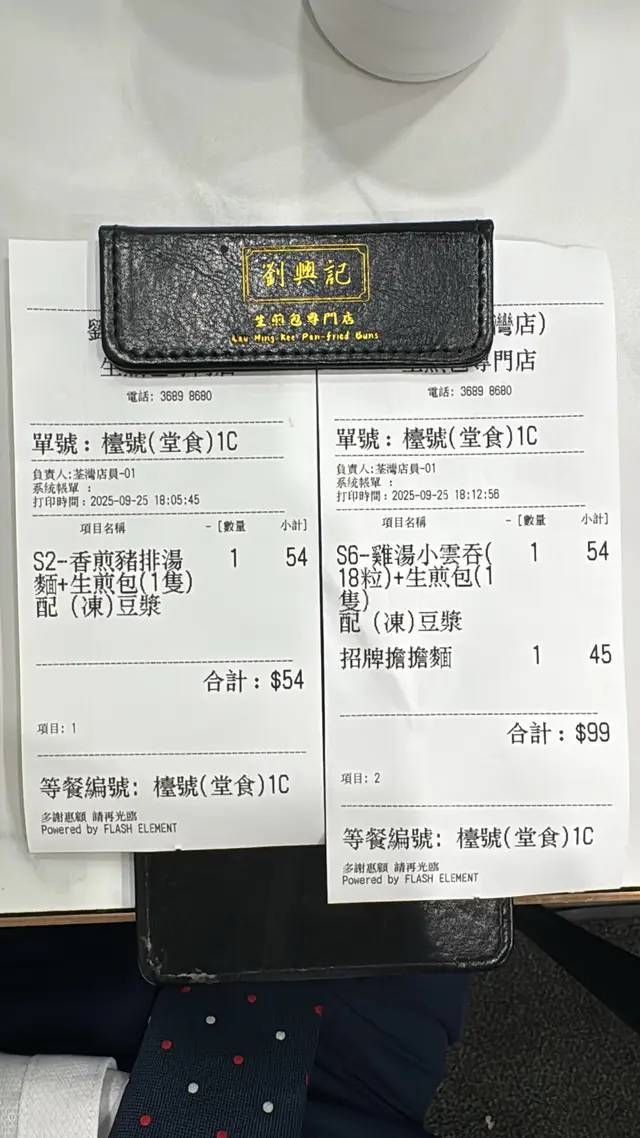 劉興記
生煎包專門店
Lau Hing Kee Pan-fried Buns
電話: 3689 8680
單號: 檯號(堂食)1C
負責人:荃灣店員-01
系統帳單 :
打印時間: 2025-09-25 18:05:45
項目名稱 - [數量 小計]
S2-香煎豬排湯 1 54
麵+生煎包(1隻)
配 (凍)豆漿
合計: $54
項目: 1
等餐編號: 檯號(堂食)1C
多謝惠顧 請再光臨
Powered by FLASH ELEMENT
灣店)
專門店
電話: 3689 8680
單號: 檯號(堂食)1C
負責人:荃灣店員-01
系統帳單 :
打印時間: 2025-09-25 18:12:56
項目名稱 - [數量 小計]
S6-雞湯小雲吞( 1 54
18粒)+生煎包(1
隻)
配 (凍)豆漿
招牌擔擔麵 1 45
合計: $99
項目: 2
等餐編號: 檯號(堂食)1C
多謝惠顧 請再光臨
Powered by FLASH ELEMENT